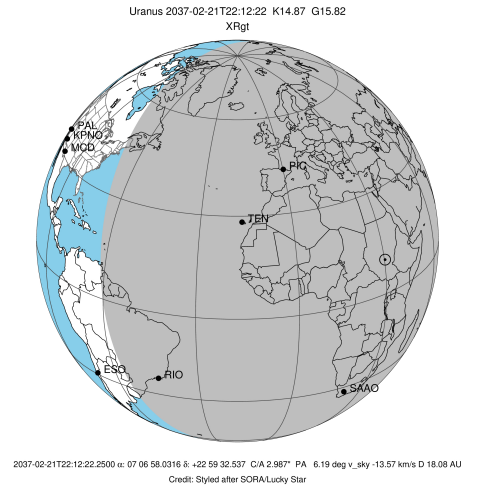 Uranus 2037-02-21T22:12:22 K14.87 G15.82
XRgt
PAL
KPNO
MCD
PIC
TEN
ESO
RIO
SAAO
2037-02-21T22:12:22.2500 α: 07 06 58.0316 δ: +22 59 32.537 C/A 2.987" PA 6.19 deg v_sky -13.57 km/s D 18.08 AU
Credit: Styled after SORA/Lucky Star